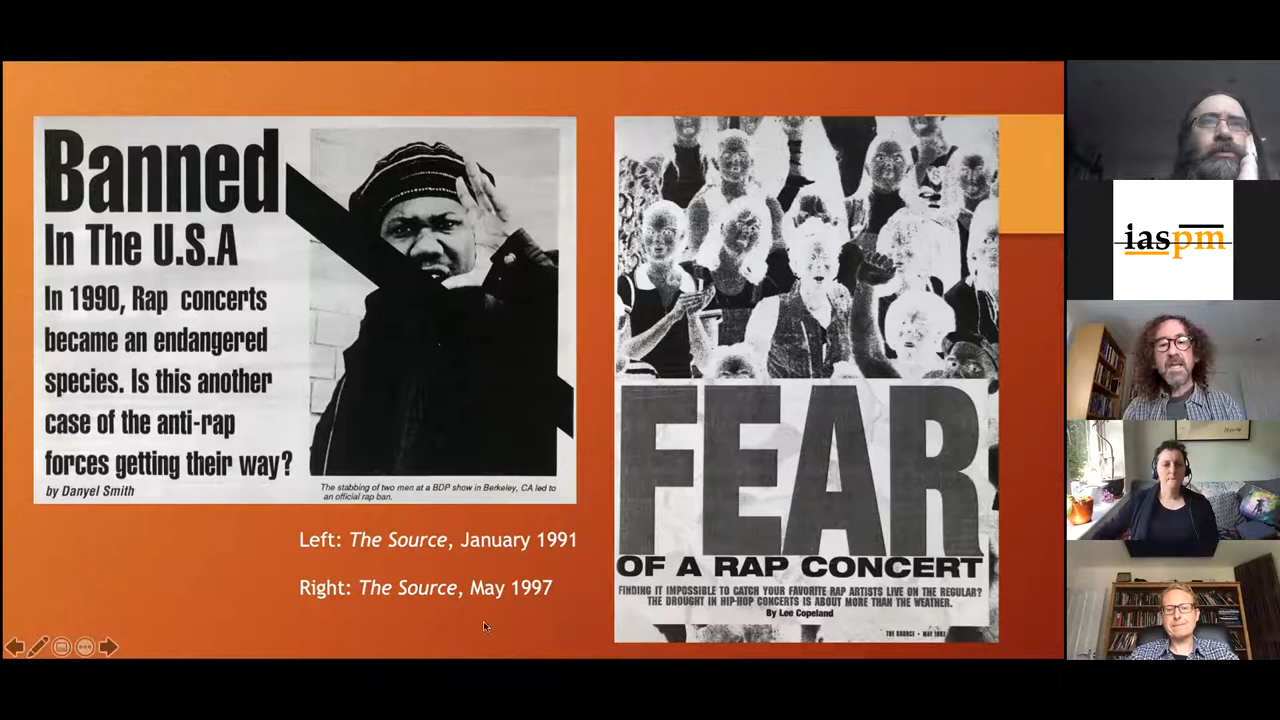 Banned
In The U.S.A
In 1990, Rap concerts
became an endangered
species. Is this another
case of the anti-rap
forces getting their way?
by Danyel Smith
The stabbing of two men at a BDP show in Berkeley, CA led to
an official rap ban.
Left: The Source, January 1991
Right: The Source, May 1997
FEAR
OF A RAP CONCERT
FINDING IT IMPOSSIBLE TO CATCH YOUR FAVORITE RAP ARTISTS LIVE ON THE REGULAR?
THE DROUGHT IN HIP-HOP CONCERTS IS ABOUT MORE THAN THE WEATHER.
By Lee Copeland
THE SOURCE • MAY 1997
iaspm